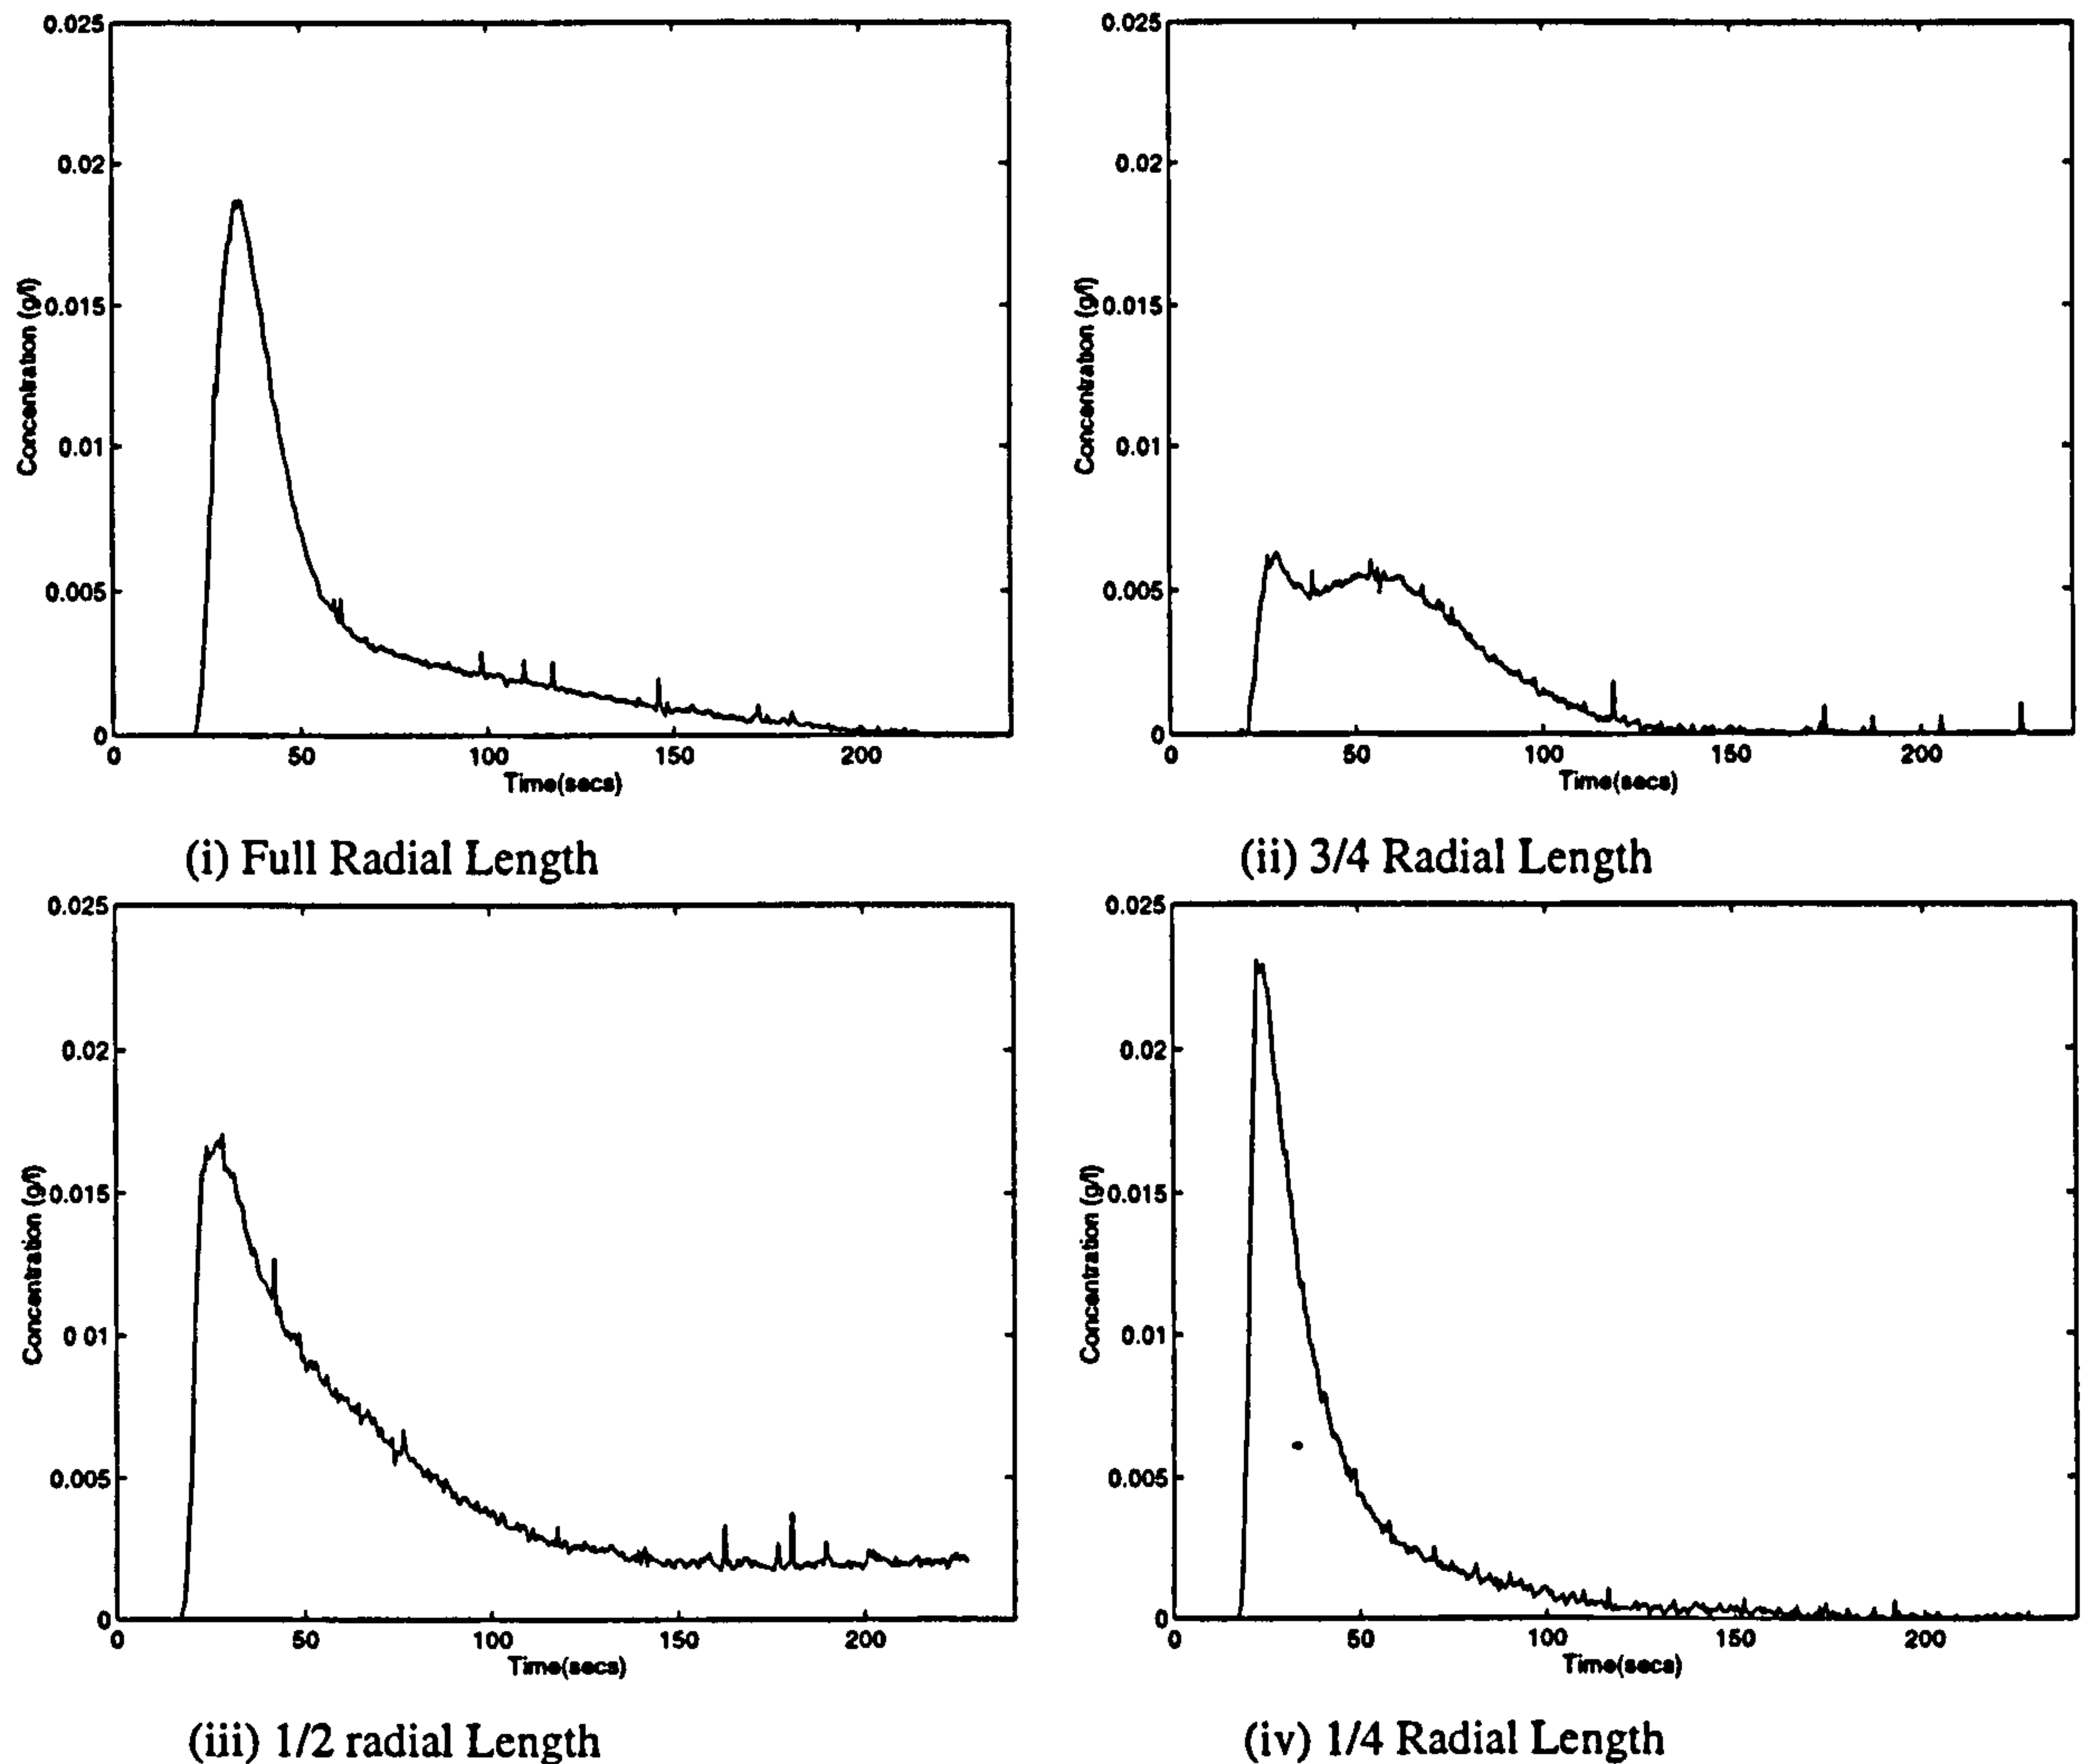 0.025
0.02
0.015
0.01
0.005
0
Concentration (g/l)
0 50 100 150 200
Time(secs)
(i) Full Radial Length
0.025
0.02
0.015
0.01
0.005
0
Concentration (g/l)
0 50 100 150 200
Time(secs)
(ii) 3/4 Radial Length
0.025
0.02
0.015
0 01
0.005
0
Concentration (g/l)
0 50 100 150 200
Time(secs)
(iii) 1/2 radial Length
0.025
0.02
0.015
0.01
0.005
0
Concentration (g/l)
0 50 100 150 200
Time(secs)
(iv) 1/4 Radial Length